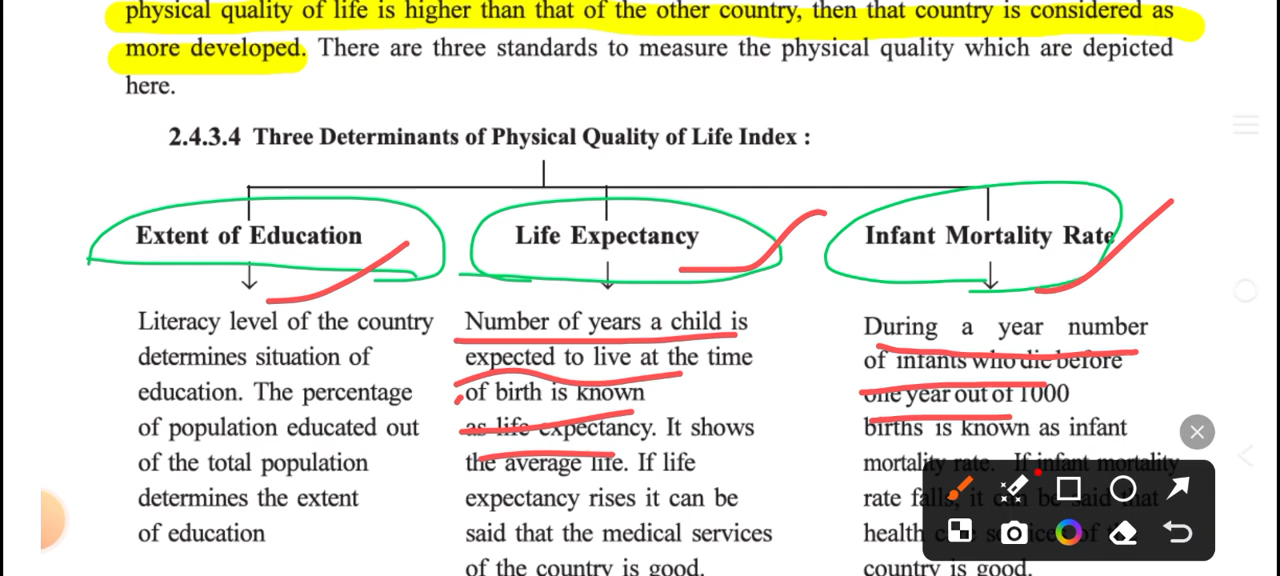 physical quality of life is higher than that of the other country, then that country is considered as
more developed. There are three standards to measure the physical quality which are depicted
here.
2.4.3.4 Three Determinants of Physical Quality of Life Index :
Extent of Education
Literacy level of the country
determines situation of
education. The percentage
of population educated out
of the total population
determines the extent
of education
Life Expectancy
Number of years a child is
expected to live at the time
of birth is known
as life expectancy. It shows
the average life. If life
expectancy rises it can be
said that the medical services
of the country is good.
Infant Mortality Rate
During a year number
of infants who die before
one year out of 1000
births is known as infant
mortality rate. If infant mortality
rate falls, it can be said that
health services of
country is good.